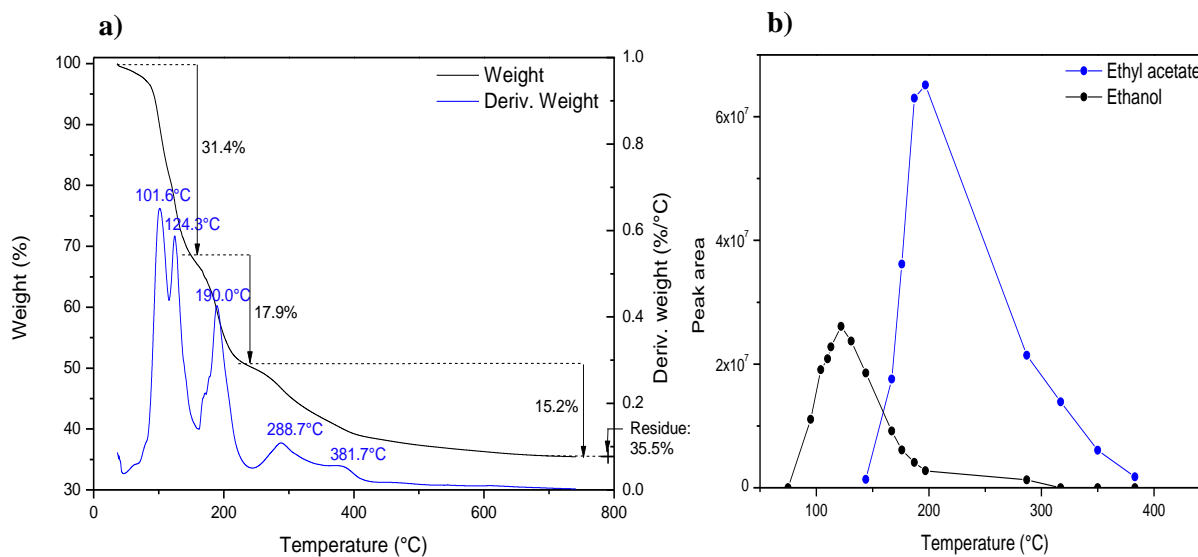 a)
Weight
Deriv. Weight
Weight (%)
100
90
80
70
60
50
40
30
31.4%
17.9%
15.2%
Residue:
35.5%
101.6°C
124.3°C
190.0°C
288.7°C
381.7°C
1.0
0.8
0.6
0.4
0.2
0.0
Deriv. weight (%/°C)
0
200
400
600
800
Temperature (°C)
b)
Ethyl acetate
Ethanol
Peak area
6x10⁷
4x10⁷
2x10⁷
0
100
200
300
400
Temperature (°C)